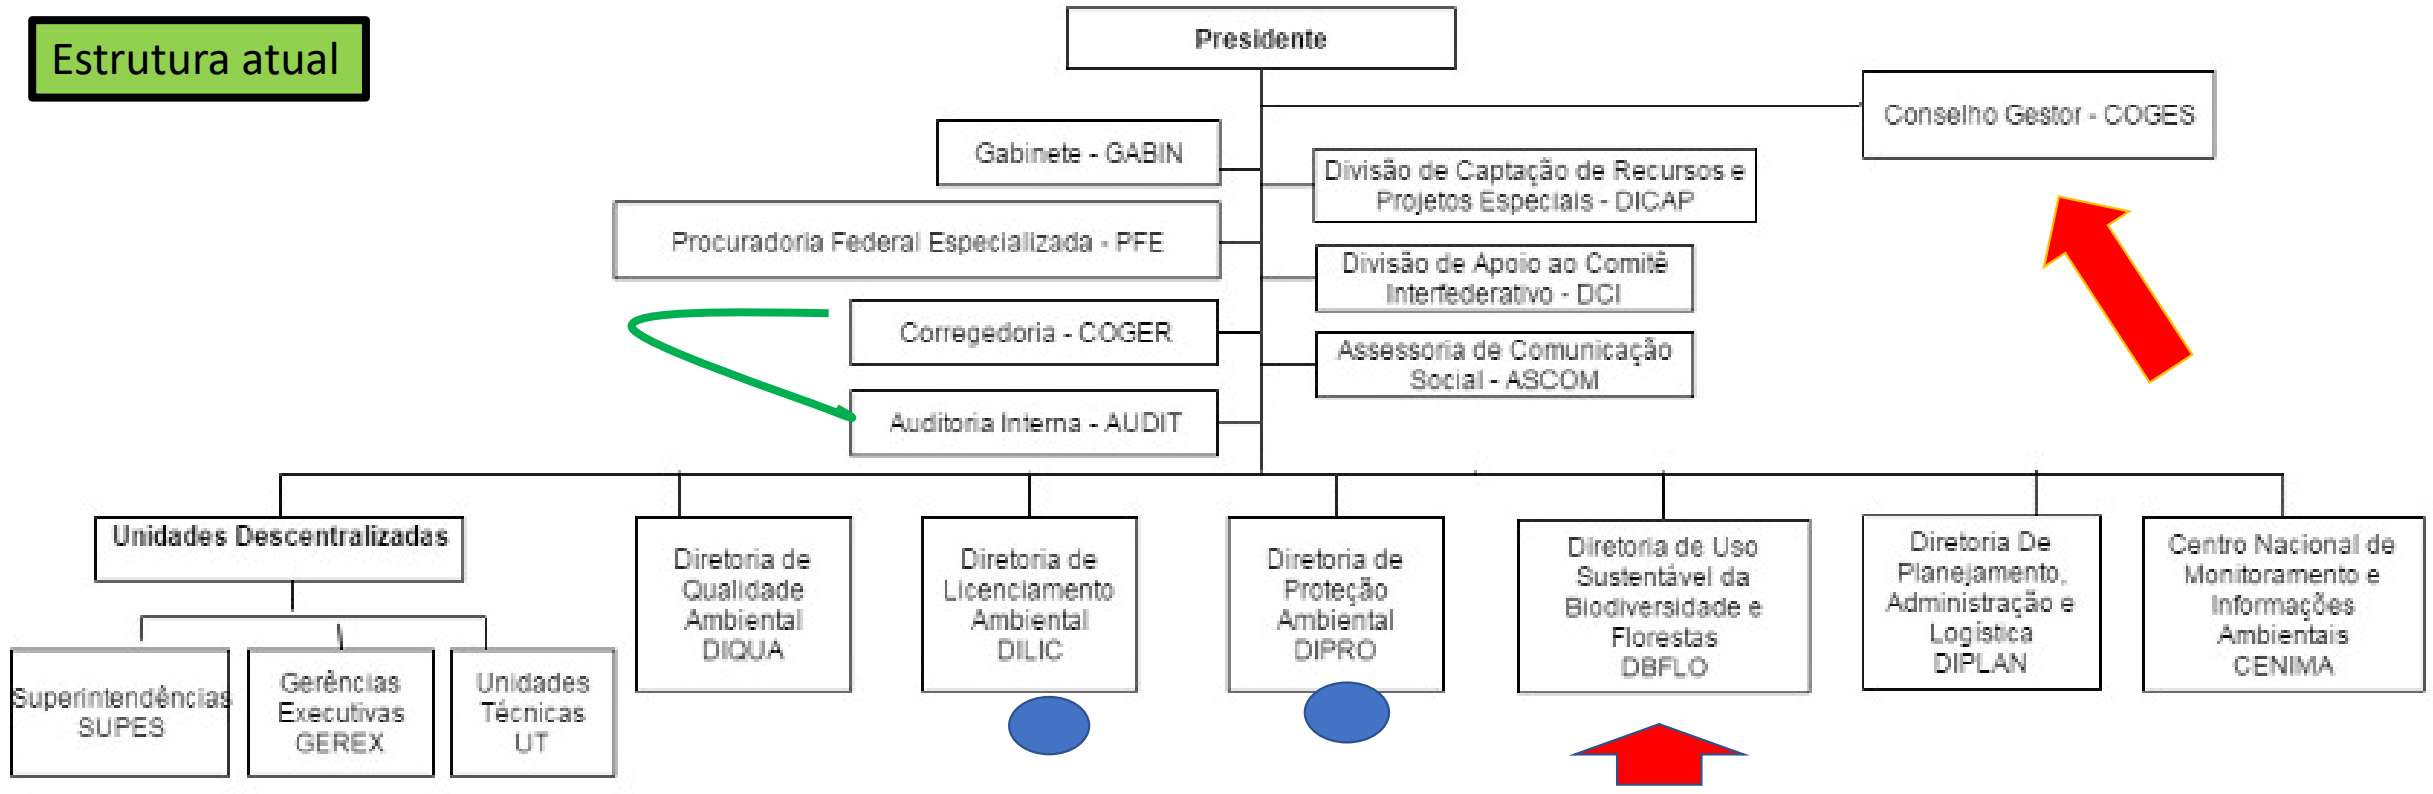 Estrutura atual
Presidente
Conselho Gestor - COGES
Gabinete - GABIN
Divisão de Captação de Recursos e
Projetos Especiais - DICAP
Procuradoria Federal Especializada - PFE
Divisão de Apoio ao Comitê
Interfederativo - DCI
Corregedoria - COGER
Assessoria de Comunicação
Social - ASCOM
Auditoria Interna - AUDIT
Unidades Descentralizadas
Superintendências
SUPES
Gerências
Executivas
GEREX
Unidades
Técnicas
UT
Diretoria de
Qualidade
Ambiental
DIQUA
Diretoria de
Licenciamento
Ambiental
DILIC
Diretoria de
Proteção
Ambiental
DIPRO
Diretoria de Uso
Sustentável da
Biodiversidade e
Florestas
DBFLO
Diretoria De
Planejamento,
Administração e
Logística
DIPLAN
Centro Nacional de
Monitoramento e
Informações
Ambientais
CENIMA